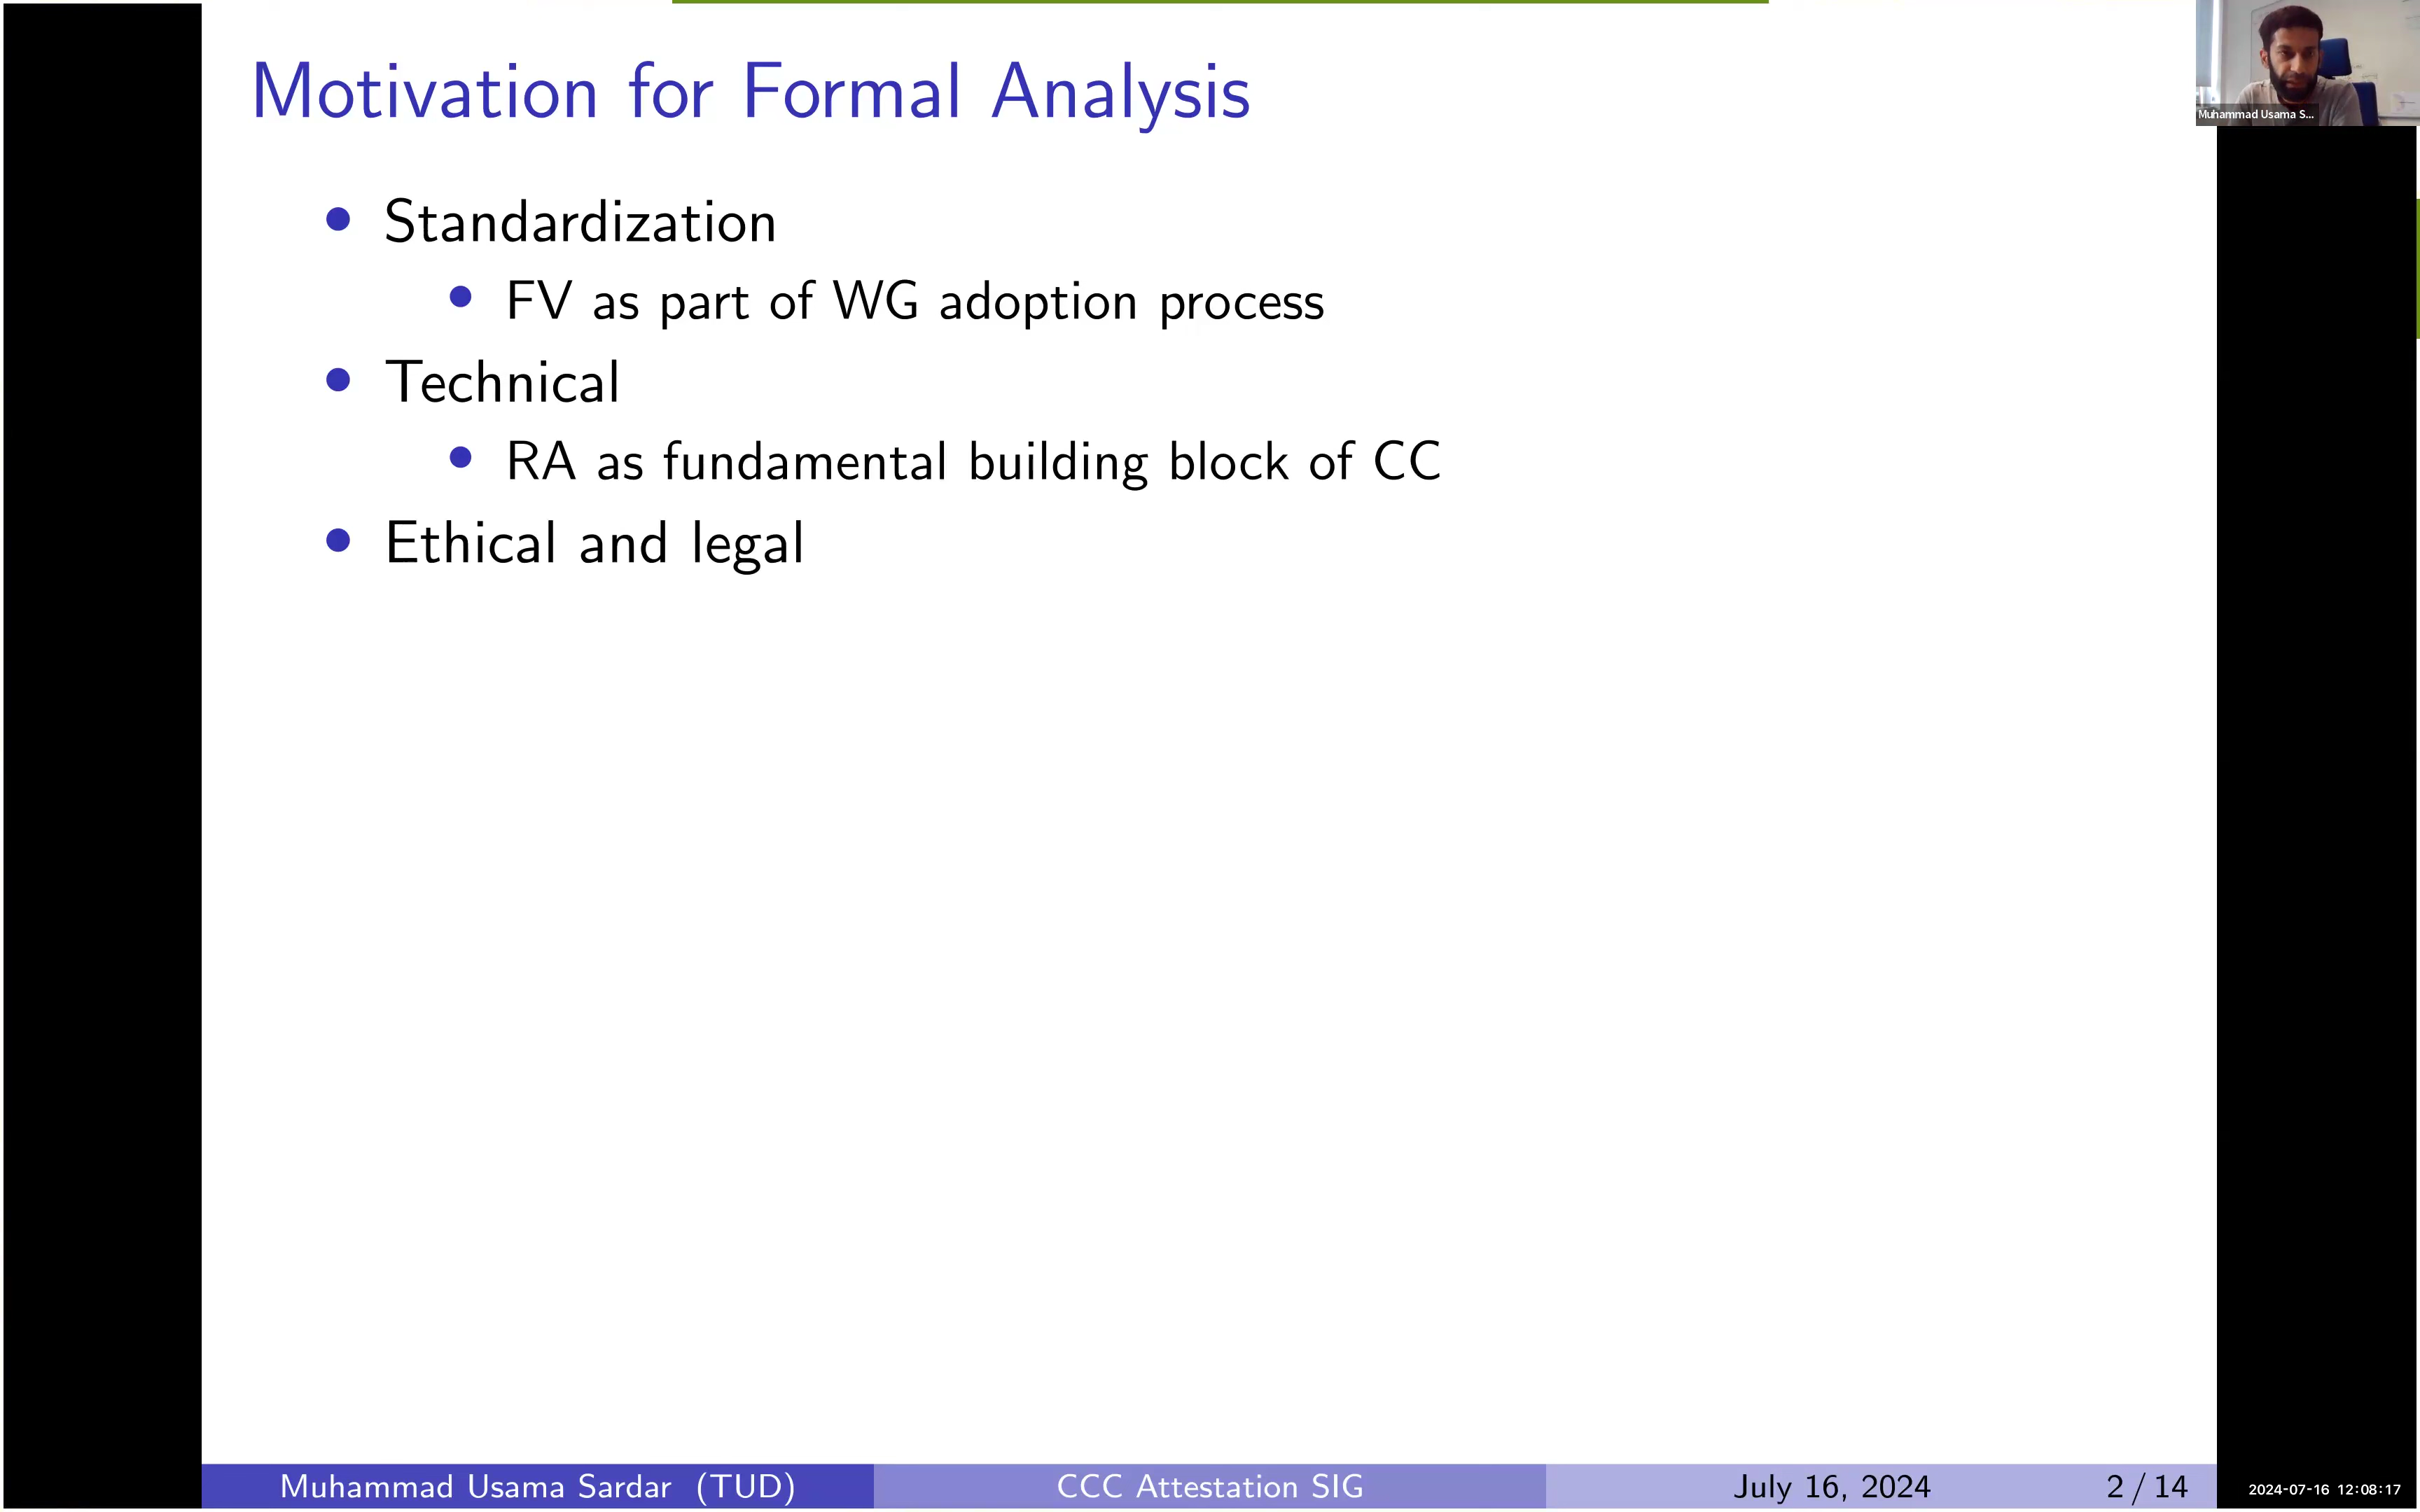 Motivation for Formal Analysis
Muhammad Usama S...
Standardization
FV as part of WG adoption process
Technical
RA as fundamental building block of CC
Ethical and legal
Muhammad Usama Sardar (TUD)
CCC Attestation SIG
July 16, 2024
2 / 14
2024-07-16 12:08:17